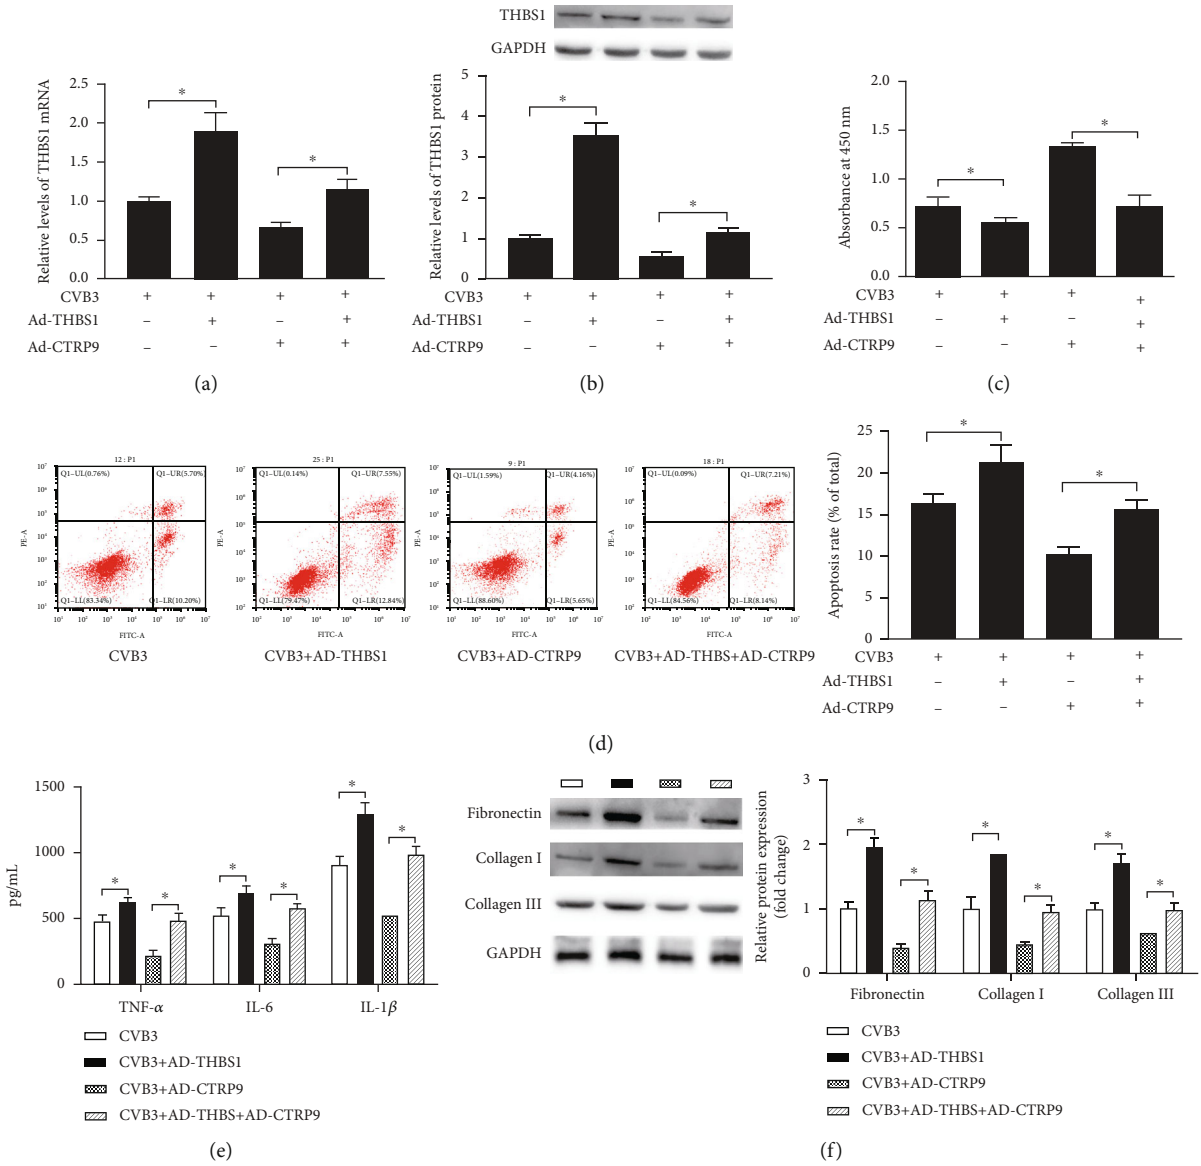 THBS1
GAPDH
Relative levels of THBS1 mRNA
2.5
2.0
1.5
1.0
0.5
0.0
*
*
CVB3 + + + +
Ad-THBS1 – + – +
Ad-CTRP9 – – + +
(a)
Relative levels of THBS1 protein
5
4
3
2
1
0
*
*
CVB3 + + + +
Ad-THBS1 – + – +
Ad-CTRP9 – – + +
(b)
Absorbance at 450 nm
2.0
1.5
1.0
0.5
0.0
*
*
CVB3 + + + +
Ad-THBS1 – + – +
Ad-CTRP9 – – + +
(c)
12 : P1
Q1–UL(0.76%) Q1–UR(5.70%)
Q1–LL(83.34%) Q1–LR(10.20%)
PE-A
FITC-A
CVB3
25 : P1
Q1–UL(0.14%) Q1–UR(7.55%)
Q1–LL(79.47%) Q1–LR(12.84%)
PE-A
FITC-A
CVB3+AD-THBS1
9 : P1
Q1–UL(1.59%) Q1–UR(4.16%)
Q1–LL(88.60%) Q1–LR(5.65%)
PE-A
FITC-A
CVB3+AD-CTRP9
18 : P1
Q1–UL(0.09%) Q1–UR(7.21%)
Q1–LL(84.56%) Q1–LR(8.14%)
PE-A
FITC-A
CVB3+AD-THBS+AD-CTRP9
Apoptosis rate (% of total)
25
20
15
10
5
0
*
*
CVB3 + + + +
Ad-THBS1 – + – +
Ad-CTRP9 – – + +
(d)
pg/mL
1500
1000
500
0
* * * * * *
TNF-α IL-6 IL-1β
CVB3
CVB3+AD-THBS1
CVB3+AD-CTRP9
CVB3+AD-THBS+AD-CTRP9
(e)
Fibronectin
Collagen I
Collagen III
GAPDH
Relative protein expression
(fold change)
3
2
1
0
* * * * * *
Fibronectin Collagen I Collagen III
CVB3
CVB3+AD-THBS1
CVB3+AD-CTRP9
CVB3+AD-THBS+AD-CTRP9
(f)